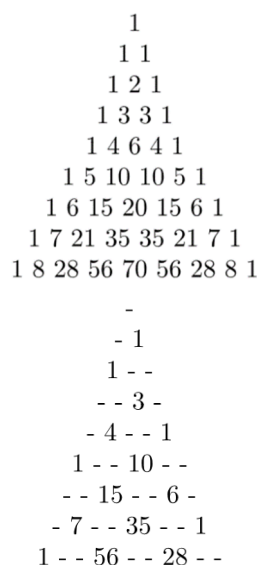 1
1 1
1 2 1
1 3 3 1
1 4 6 4 1
1 5 10 10 5 1
1 6 15 20 15 6 1
1 7 21 35 35 21 7 1
1 8 28 56 70 56 28 8 1
-
- 1
1 - -
- - 3 -
- 4 - - 1
1 - - 10 - -
- - 15 - - 6 -
- 7 - - 35 - - 1
1 - - 56 - - 28 - -